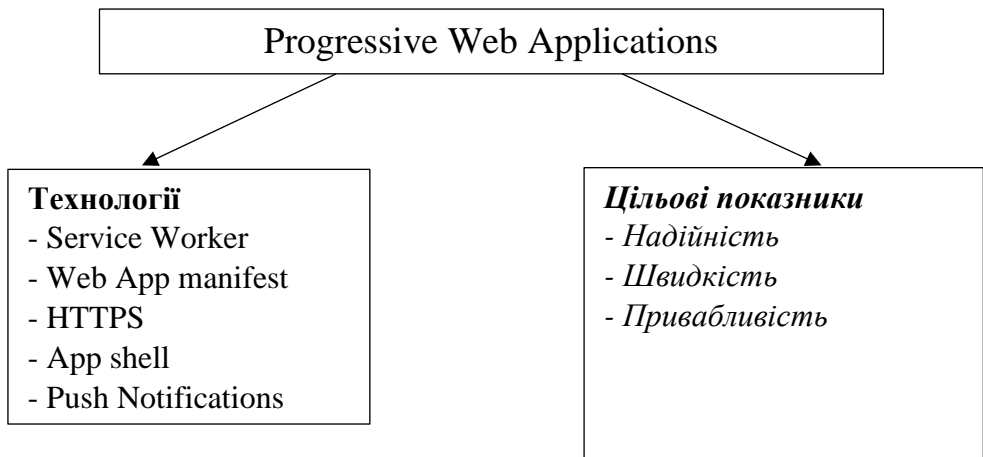 Progressive Web Applications
Технології
- Service Worker
- Web App manifest
- HTTPS
- App shell
- Push Notifications
Цільові показники
- Надійність
- Швидкість
- Привабливість